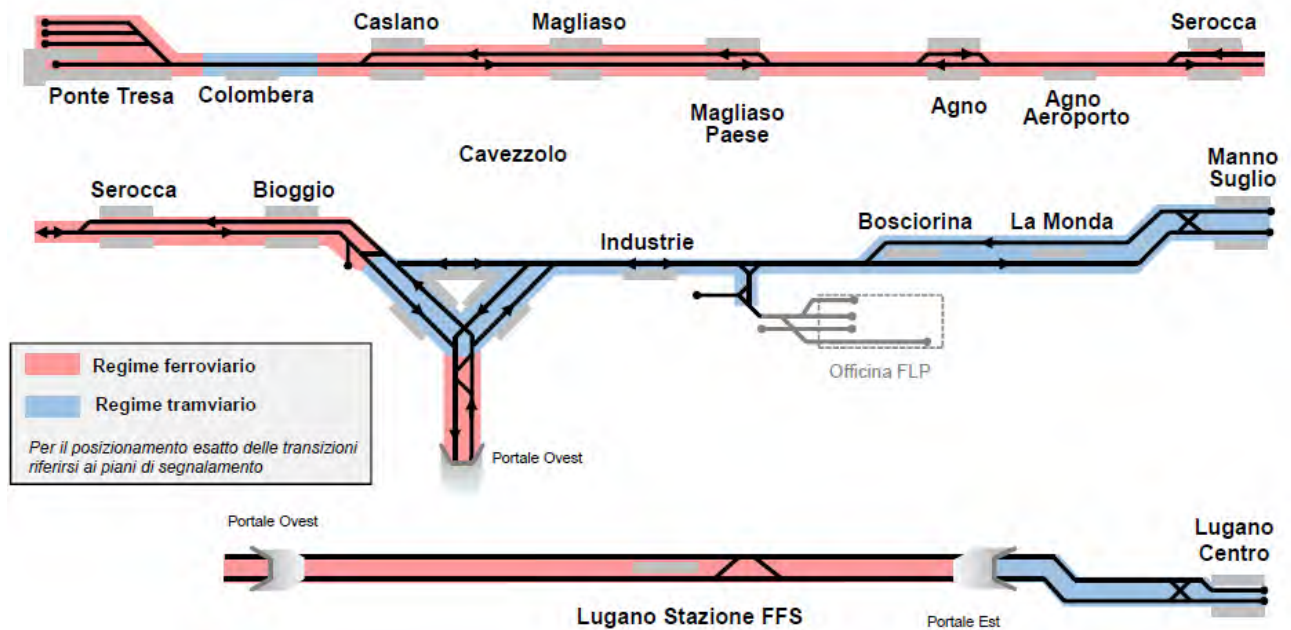 Caslano
Magliaso
Serocca
Ponte Tresa
Colombera
Magliaso
Paese
Agno
Agno
Aeroporto
Cavezzolo
Manno
Suglio
Serocca
Bioggio
Industrie
Bosciorina
La Monda
Officina FLP
Regime ferroviario
Regime tramviario
Per il posizionamento esatto delle transizioni
riferirsi ai piani di segnalamento
Portale Ovest
Portale Ovest
Lugano
Centro
Lugano Stazione FFS
Portale Est